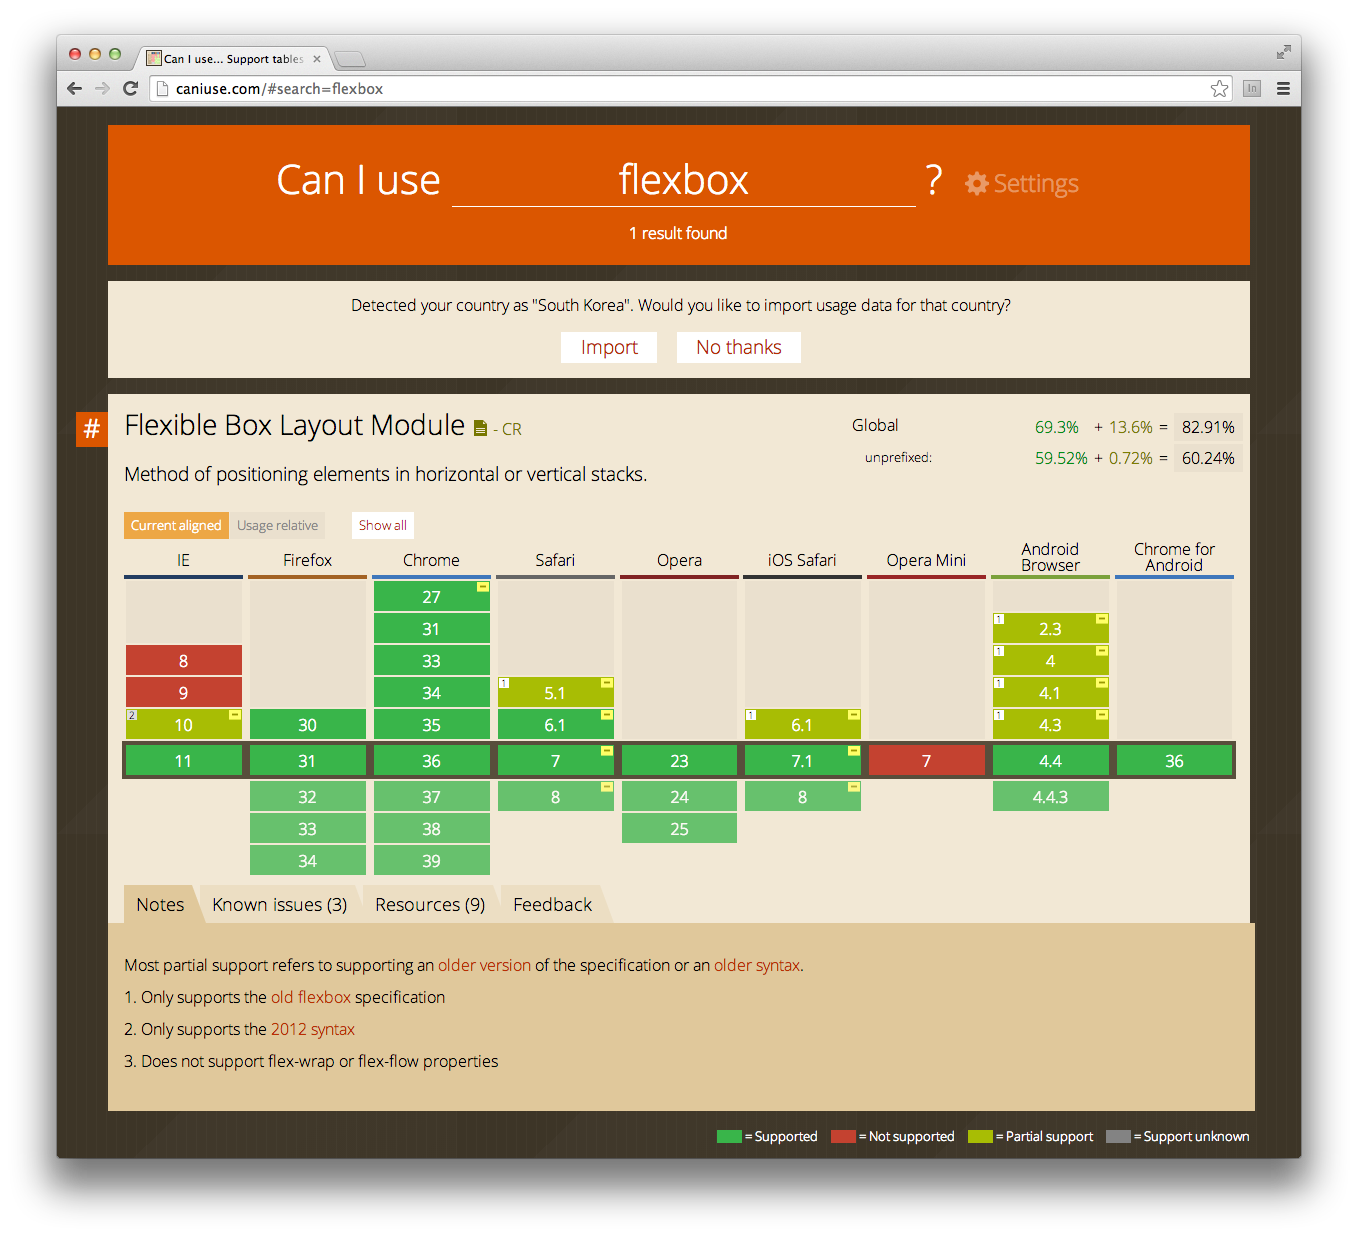 Can I use... Support tables
caniuse.com/#search=flexbox
Can I use flexbox ? Settings
1 result found
Detected your country as "South Korea". Would you like to import usage data for that country?
Import No thanks
# Flexible Box Layout Module - CR
Global 69.3% + 13.6% = 82.91%
unprefixed: 59.52% + 0.72% = 60.24%
Method of positioning elements in horizontal or vertical stacks.
Current aligned Usage relative Show all
IE Firefox Chrome Safari Opera iOS Safari Opera Mini Android Browser Chrome for Android
27
31 1 2.3
8 33 1 4
9 34 1 5.1 1 4.1
2 10 30 35 6.1 1 6.1 1 4.3
11 31 36 7 23 7.1 7 4.4 36
32 37 8 24 8 4.4.3
33 38 25
34 39
Notes Known issues (3) Resources (9) Feedback
Most partial support refers to supporting an older version of the specification or an older syntax.
1. Only supports the old flexbox specification
2. Only supports the 2012 syntax
3. Does not support flex-wrap or flex-flow properties
= Supported = Not supported = Partial support = Support unknown